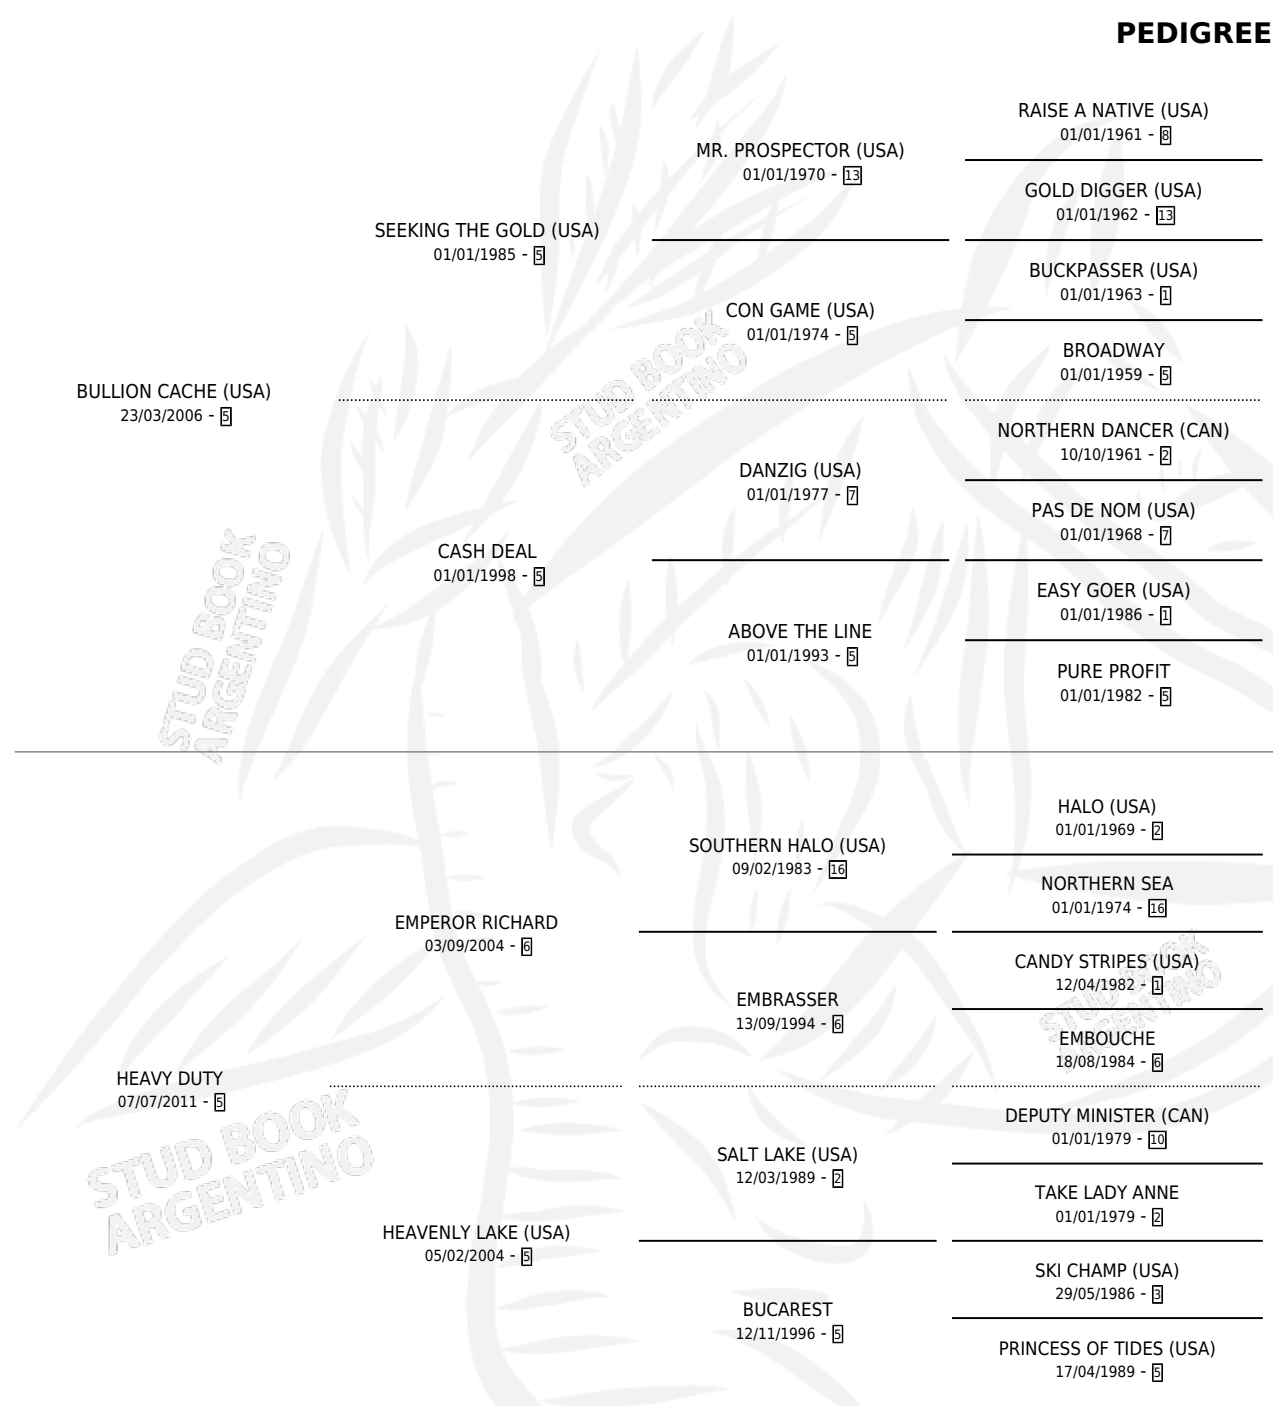 PEDIGREE
RAISE A NATIVE (USA)
01/01/1961 - 8
MR. PROSPECTOR (USA)
01/01/1970 - 13
GOLD DIGGER (USA)
01/01/1962 - 13
SEEKING THE GOLD (USA)
01/01/1985 - 5
BUCKPASSER (USA)
01/01/1963 - 1
CON GAME (USA)
01/01/1974 - 5
BROADWAY
01/01/1959 - 5
BULLION CACHE (USA)
23/03/2006 - 5
STUD BOOK
ARGENTINO
NORTHERN DANCER (CAN)
10/10/1961 - 2
DANZIG (USA)
01/01/1977 - 7
PAS DE NOM (USA)
01/01/1968 - 7
CASH DEAL
01/01/1998 - 5
EASY GOER (USA)
01/01/1986 - 1
ABOVE THE LINE
01/01/1993 - 5
PURE PROFIT
01/01/1982 - 5
STUD BOOK
ARGENTINO
HALO (USA)
01/01/1969 - 2
SOUTHERN HALO (USA)
09/02/1983 - 16
NORTHERN SEA
01/01/1974 - 16
EMPEROR RICHARD
03/09/2004 - 6
CANDY STRIPES (USA)
12/04/1982 - 1
EMBRASSER
13/09/1994 - 6
STUD BOOK
ARGENTINO
EMBOUCHE
18/08/1984 - 6
HEAVY DUTY
07/07/2011 - 5
DEPUTY MINISTER (CAN)
01/01/1979 - 10
SALT LAKE (USA)
12/03/1989 - 2
TAKE LADY ANNE
01/01/1979 - 2
STUD BOOK
ARGENTINO
HEAVENLY LAKE (USA)
05/02/2004 - 5
SKI CHAMP (USA)
29/05/1986 - 3
BUCAREST
12/11/1996 - 5
PRINCESS OF TIDES (USA)
17/04/1989 - 5